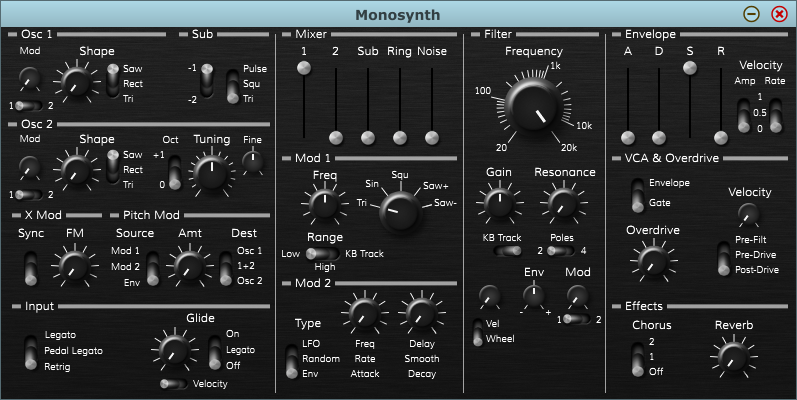 Monosynth
Osc 1
Mod
Shape
Saw
Rect
Tri
1 2
Sub
-1
-2
Pulse
Squ
Tri
Osc 2
Mod
Shape
Saw
Rect
Tri
1 2
Oct
+1
0
Tuning
Fine
X Mod
Sync
FM
Pitch Mod
Source
Mod 1
Mod 2
Env
Amt
Dest
Osc 1
1+2
Osc 2
Input
Legato
Pedal Legato
Retrig
Glide
On
Legato
Off
Velocity
Mixer
1 2 Sub Ring Noise
Mod 1
Freq
Squ
Sin
Saw+
Tri
Saw-
Range
Low
KB Track
High
Mod 2
Type
LFO
Random
Env
Freq
Rate
Attack
Delay
Smooth
Decay
Filter
Frequency
1k
100
10k
20
20k
Gain
Resonance
KB Track
Poles
2 4
Env
- +
Mod
1 2
Vel
Wheel
Envelope
A D S R
Velocity
Amp Rate
1
0.5
0
VCA & Overdrive
Envelope
Gate
Velocity
Overdrive
Pre-Filt
Pre-Drive
Post-Drive
Effects
Chorus
2
1
Off
Reverb